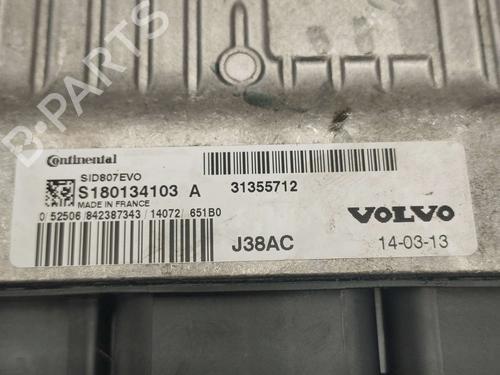 B-PARTS
Continental
SID807EVO
S180134103 A
MADE IN FRANCE
0 52506 /842387343/ 14072 / 651B0
31355712
VOLVO
J38AC
14-03-13